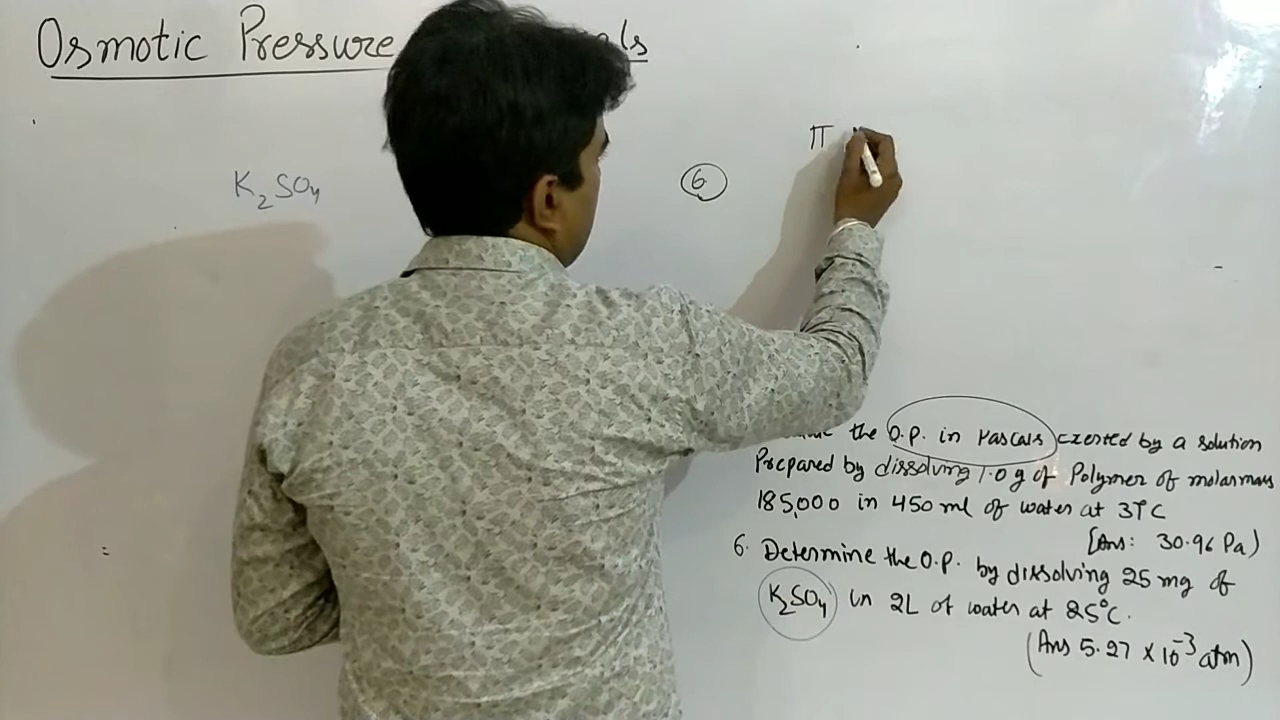 Osmotic Pressure
K₂SO₄
6
π
the O.P. in Pascals exerted by a solution
Prepared by dissolving 1.0 g of Polymer of molar mass
185,000 in 450 ml of water at 37°C
[Ans: 30.96 Pa)
6. Determine the O.P. by dissolving 25 mg of
K₂SO₄ in 2L of water at 25°C.
(Ans 5.27 × 10⁻³ atm)